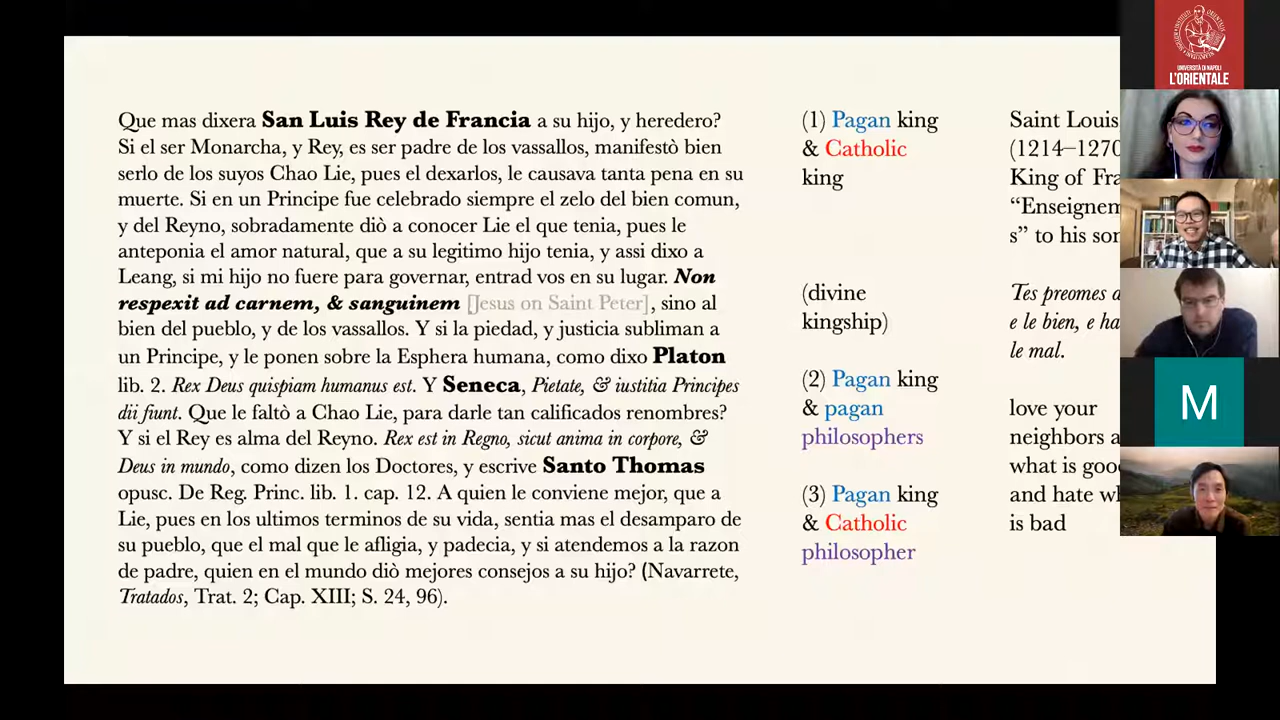 Que mas dixera San Luis Rey de Francia a su hijo, y heredero?
Si el ser Monarcha, y Rey, es ser padre de los vassallos, manifestò bien
serlo de los suyos Chao Lie, pues el dexarlos, le causava tanta pena en su
muerte. Si en un Principe fue celebrado siempre el zelo del bien comun,
y del Reyno, sobradamente diò a conocer Lie el que tenia, pues le
anteponia el amor natural, que a su legitimo hijo tenia, y assi dixo a
Leang, si mi hijo no fuere para governar, entrad vos en su lugar. Non
respexit ad carnem, & sanguinem [Jesus on Saint Peter], sino al
bien del pueblo, y de los vassallos. Y si la piedad, y justicia subliman a
un Principe, y le ponen sobre la Esphera humana, como dixo Platon
lib. 2. Rex Deus quispiam humanus est. Y Seneca, Pietate, & iustitia Principes
dii fiunt. Que le faltò a Chao Lie, para darle tan calificados renombres?
Y si el Rey es alma del Reyno. Rex est in Regno, sicut anima in corpore, &
Deus in mundo, como dizen los Doctores, y escrive Santo Thomas
opusc. De Reg. Princ. lib. 1. cap. 12. A quien le conviene mejor, que a
Lie, pues en los ultimos terminos de su vida, sentia mas el desamparo de
su pueblo, que el mal que le afligia, y padecia, y si atendemos a la razon
de padre, quien en el mundo diò mejores consejos a su hijo? (Navarrete,
Tratados, Trat. 2; Cap. XIII; S. 24, 96).
(1) Pagan king
& Catholic
king
(divine
kingship)
(2) Pagan king
& pagan
philosophers
(3) Pagan king
& Catholic
philosopher
Saint Louis
(1214–1270
King of Fra
“Enseignem
s” to his son
Tes preomes a
e le bien, e ha
le mal.
love your
neighbors a
what is good
and hate wh
is bad
UNIVERSITÀ DI NAPOLI
L'ORIENTALE
M